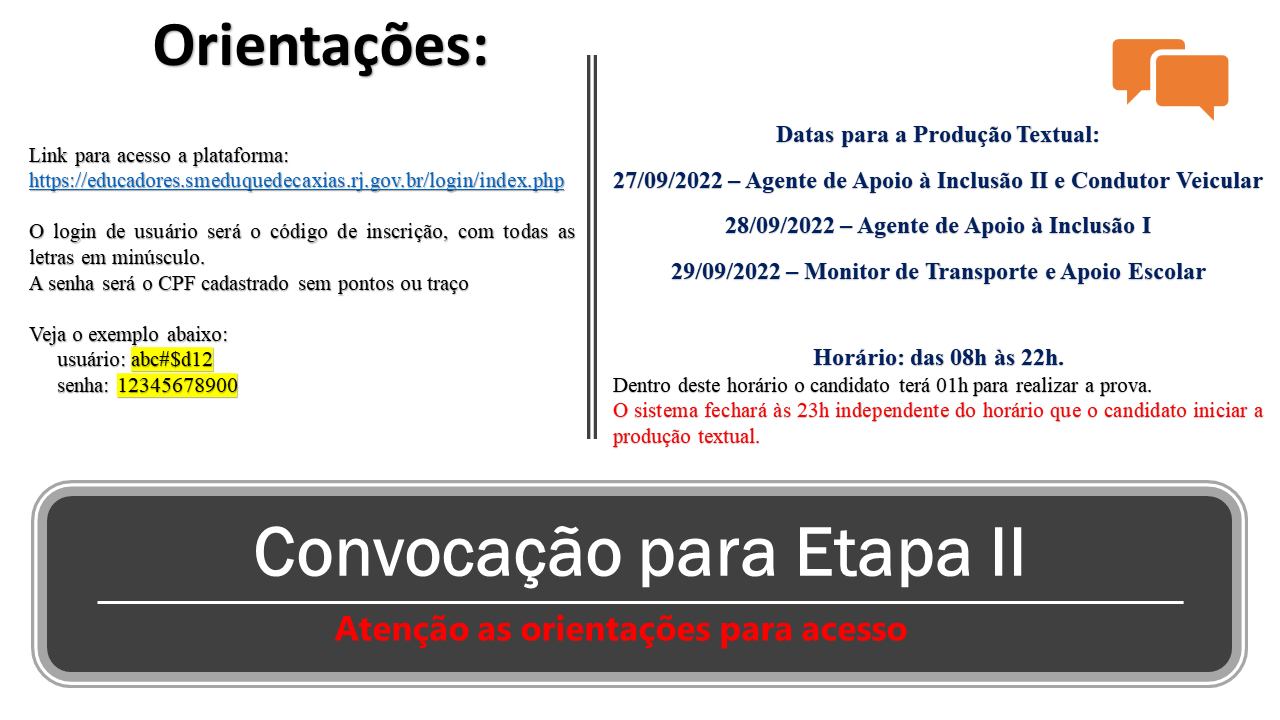 Orientações:
Link para acesso a plataforma:
https://educadores.smeduquedecaxias.rj.gov.br/login/index.php
O login de usuário será o código de inscrição, com todas as
letras em minúsculo.
A senha será o CPF cadastrado sem pontos ou traço
Veja o exemplo abaixo:
usuário: abc#$d12
senha: 12345678900
Datas para a Produção Textual:
27/09/2022 – Agente de Apoio à Inclusão II e Condutor Veicular
28/09/2022 – Agente de Apoio à Inclusão I
29/09/2022 – Monitor de Transporte e Apoio Escolar
Horário: das 08h às 22h.
Dentro deste horário o candidato terá 01h para realizar a prova.
O sistema fechará às 23h independente do horário que o candidato iniciar a
produção textual.
Convocação para Etapa II
Atenção as orientações para acesso